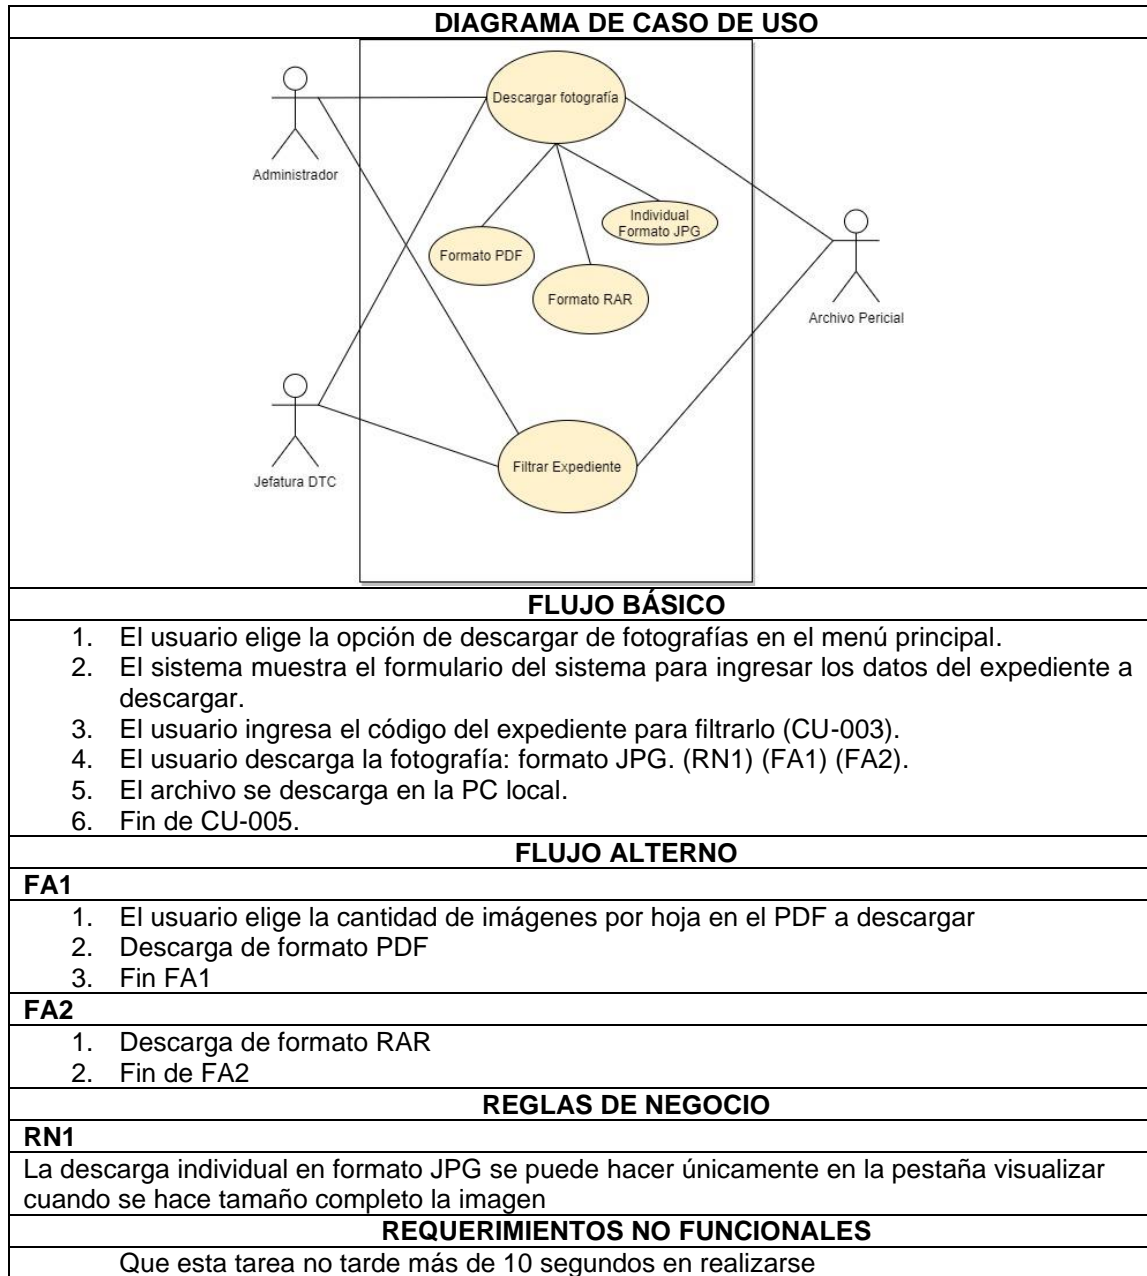 DIAGRAMA DE CASO DE USO
Descargar fotografía
Administrador
Individual
Formato JPG
Formato PDF
Formato RAR
Archivo Pericial
Filtrar Expediente
Jefatura DTC
FLUJO BÁSICO
1. El usuario elige la opción de descargar de fotografías en el menú principal.
2. El sistema muestra el formulario del sistema para ingresar los datos del expediente a
descargar.
3. El usuario ingresa el código del expediente para filtrarlo (CU-003).
4. El usuario descarga la fotografía: formato JPG. (RN1) (FA1) (FA2).
5. El archivo se descarga en la PC local.
6. Fin de CU-005.
FLUJO ALTERNO
FA1
1. El usuario elige la cantidad de imágenes por hoja en el PDF a descargar
2. Descarga de formato PDF
3. Fin FA1
FA2
1. Descarga de formato RAR
2. Fin de FA2
REGLAS DE NEGOCIO
RN1
La descarga individual en formato JPG se puede hacer únicamente en la pestaña visualizar
cuando se hace tamaño completo la imagen
REQUERIMIENTOS NO FUNCIONALES
Que esta tarea no tarde más de 10 segundos en realizarse